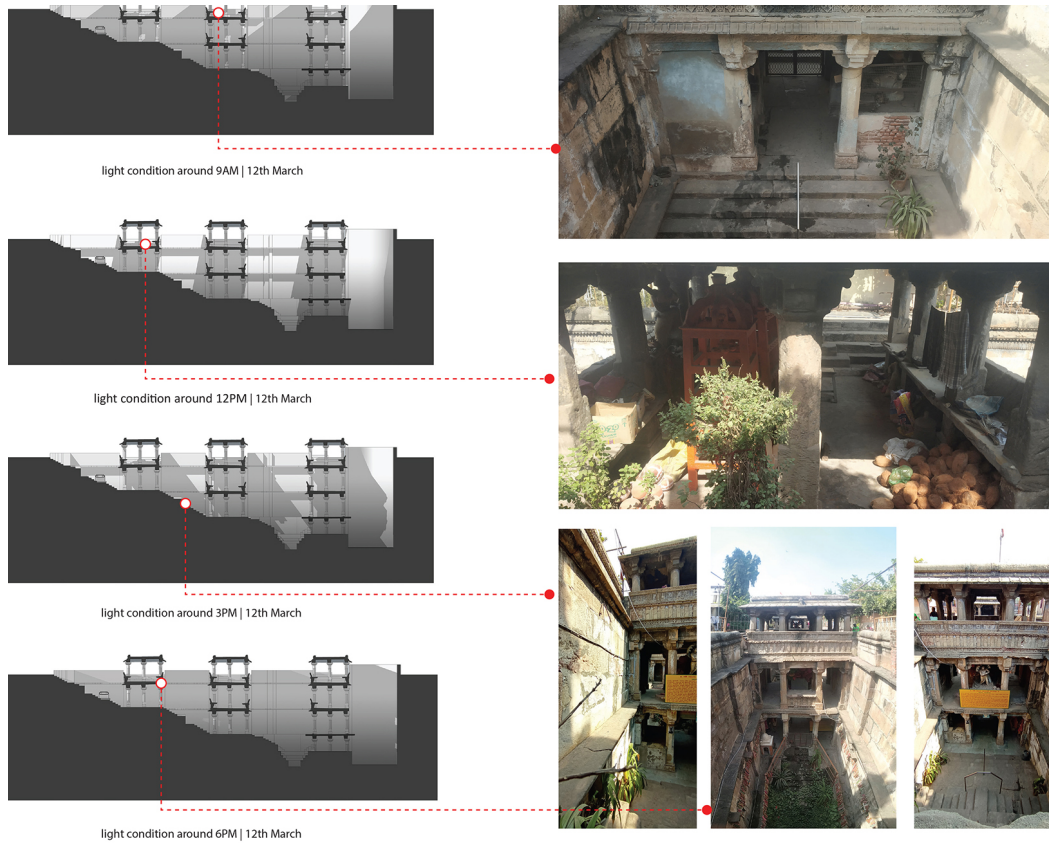 light condition around 9AM | 12th March
light condition around 12PM | 12th March
light condition around 3PM | 12th March
light condition around 6PM | 12th March